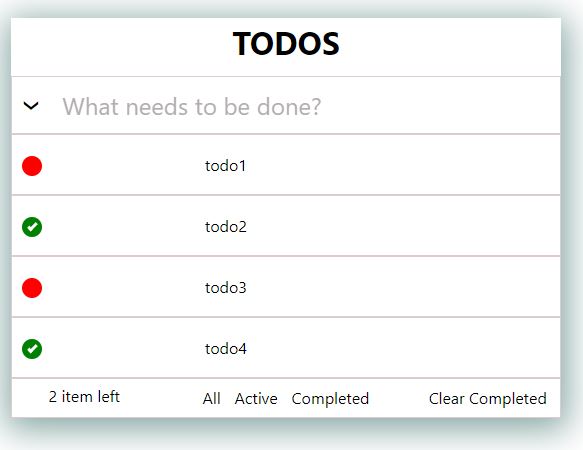 TODOS
What needs to be done?
todo1
todo2
todo3
todo4
2 item left All Active Completed Clear Completed